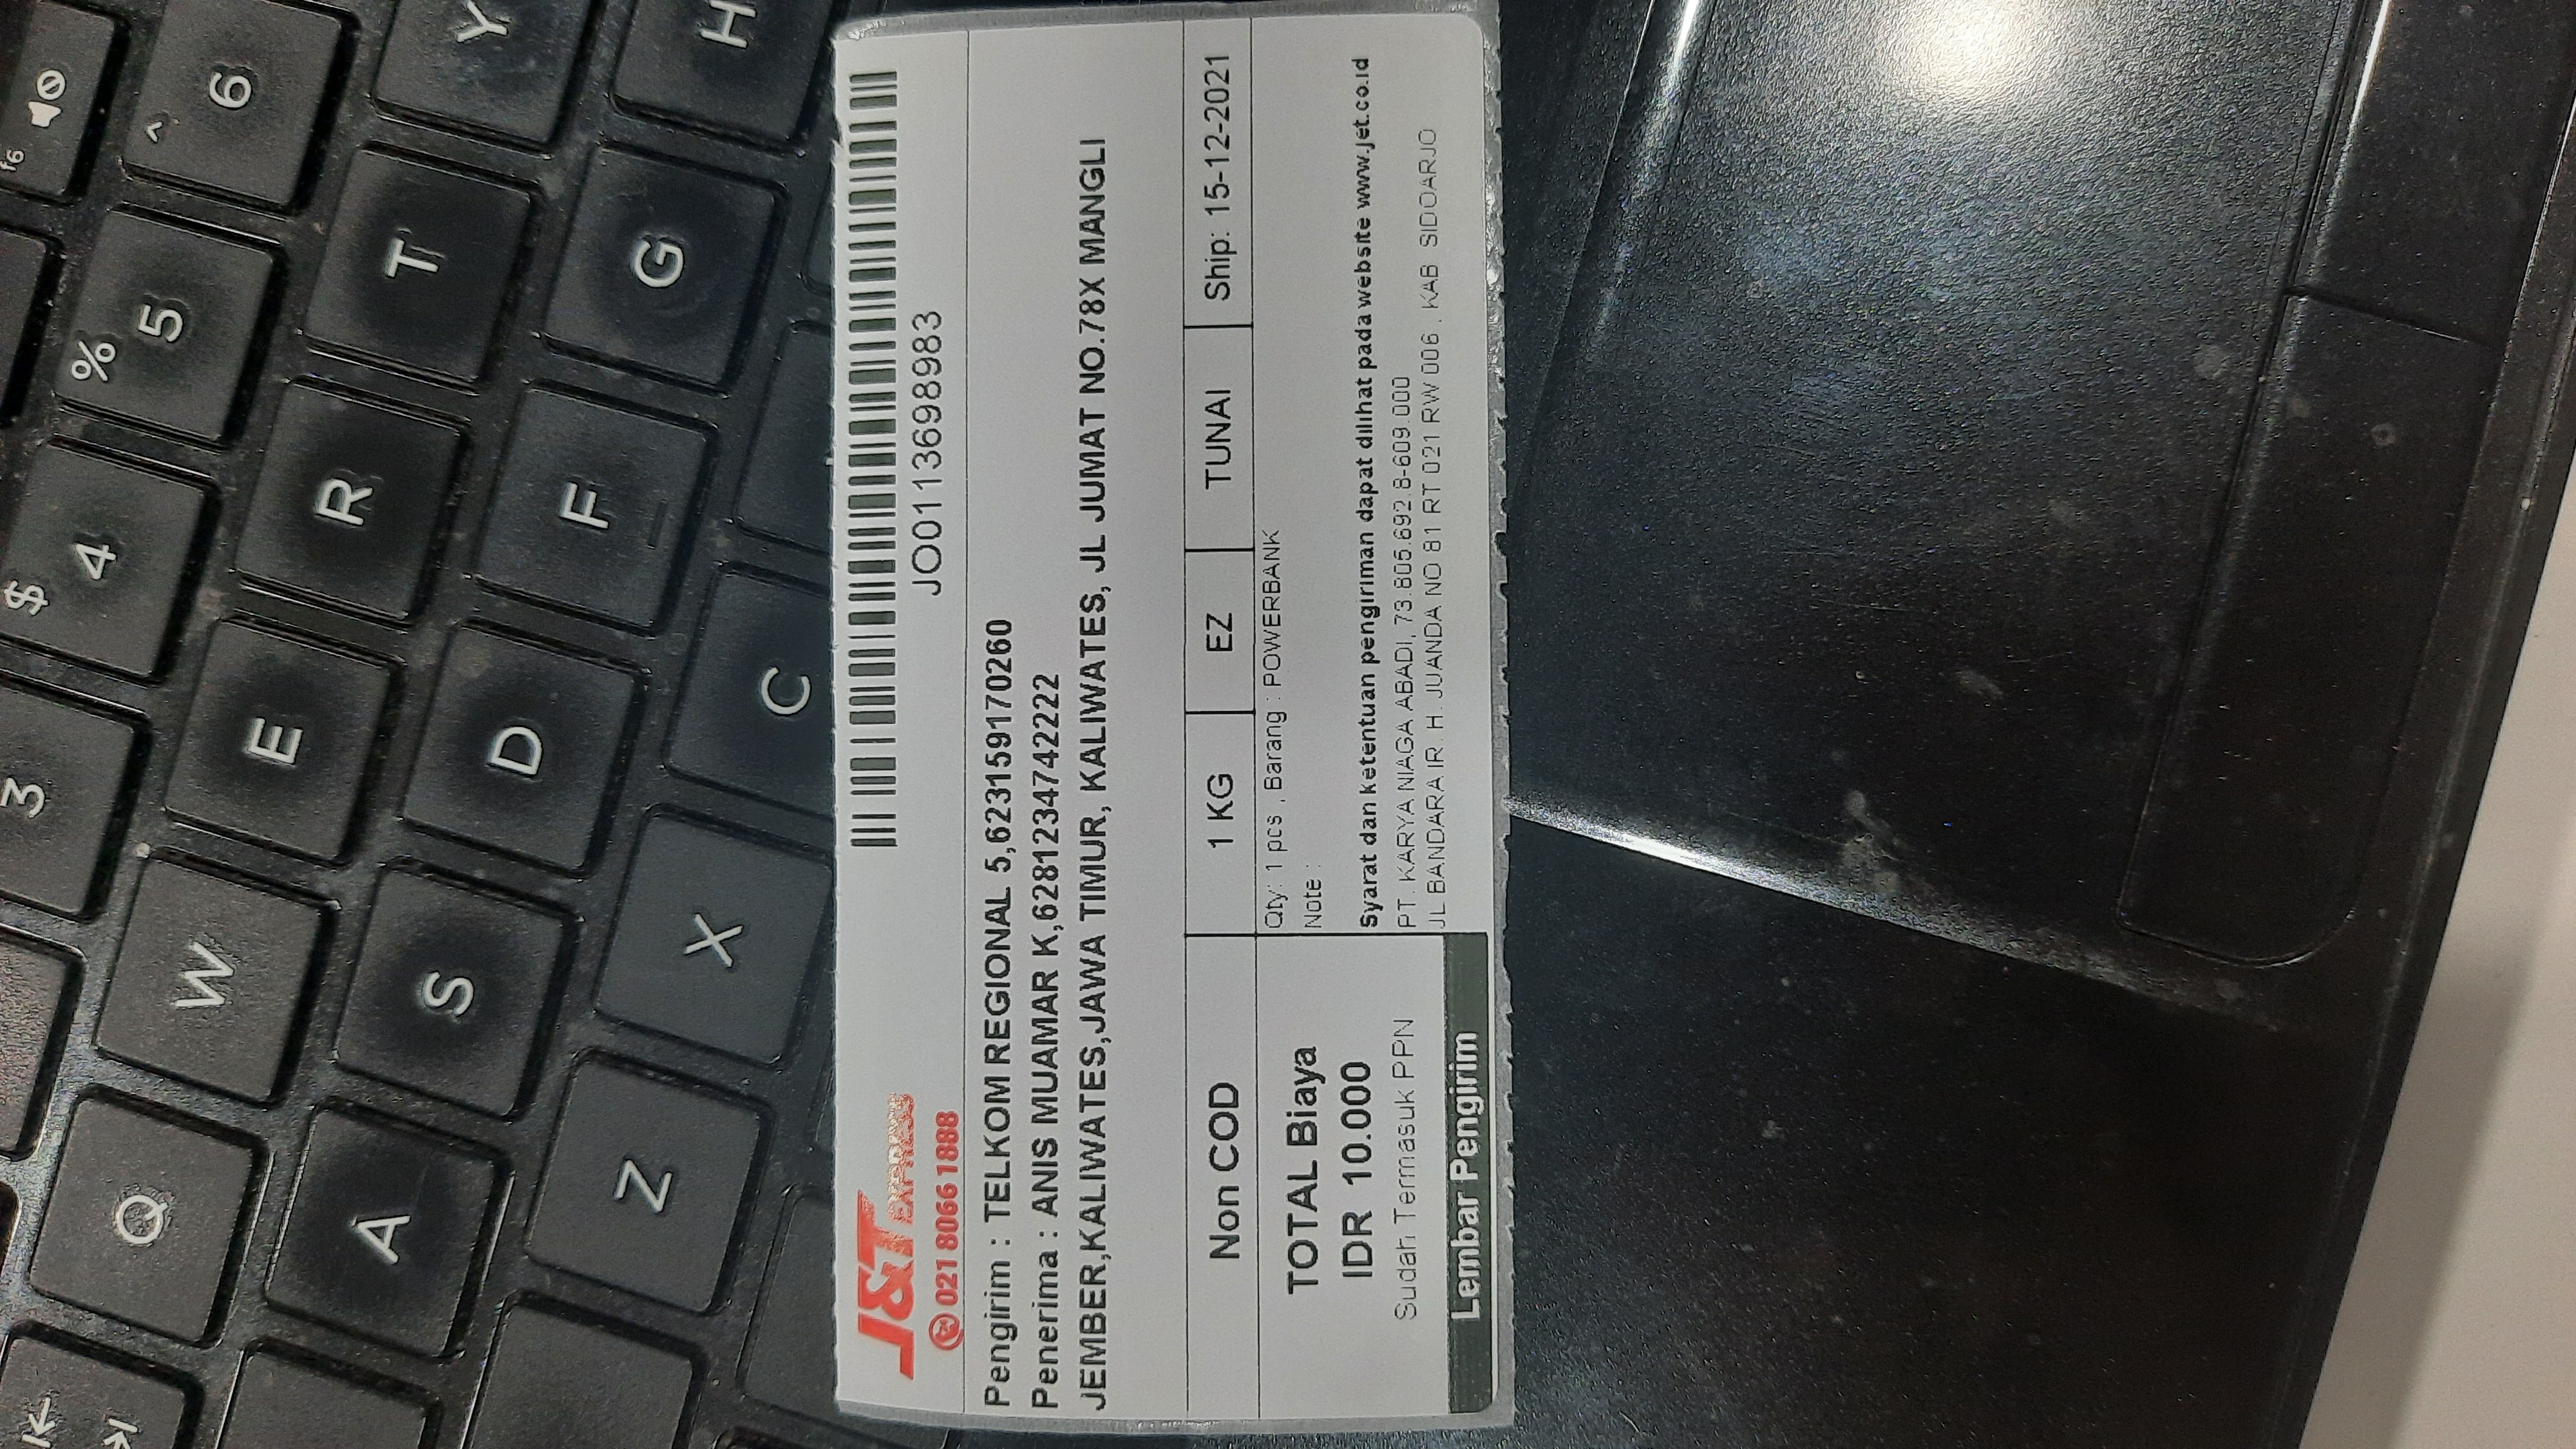 3
$
4
%
5
^
6
f6
Q
W
E
R
T
Y
A
S
D
F
G
H
Z
X
C
J&T EXPRESS
021 8066 1888
JO0113698983
Pengirim : TELKOM REGIONAL 5,623159170260
Penerima : ANIS MUAMAR K,6281234742222
JEMBER,KALIWATES,JAWA TIMUR, KALIWATES, JL JUMAT NO.78X MANGLI
Non COD 1 KG EZ TUNAI Ship: 15-12-2021
TOTAL Biaya
IDR 10.000
Sudah Termasuk PPN
Lembar Pengirim
Qty: 1 pcs , Barang : POWERBANK
Note :
Syarat dan ketentuan pengiriman dapat dilihat pada website www.jet.co.id
PT. KARYA NIAGA ABADI, 73.805.692.8-609.000
JL BANDARA IR. H. JUANDA NO 81 RT 021 RW 006 , KAB. SIDOARJO